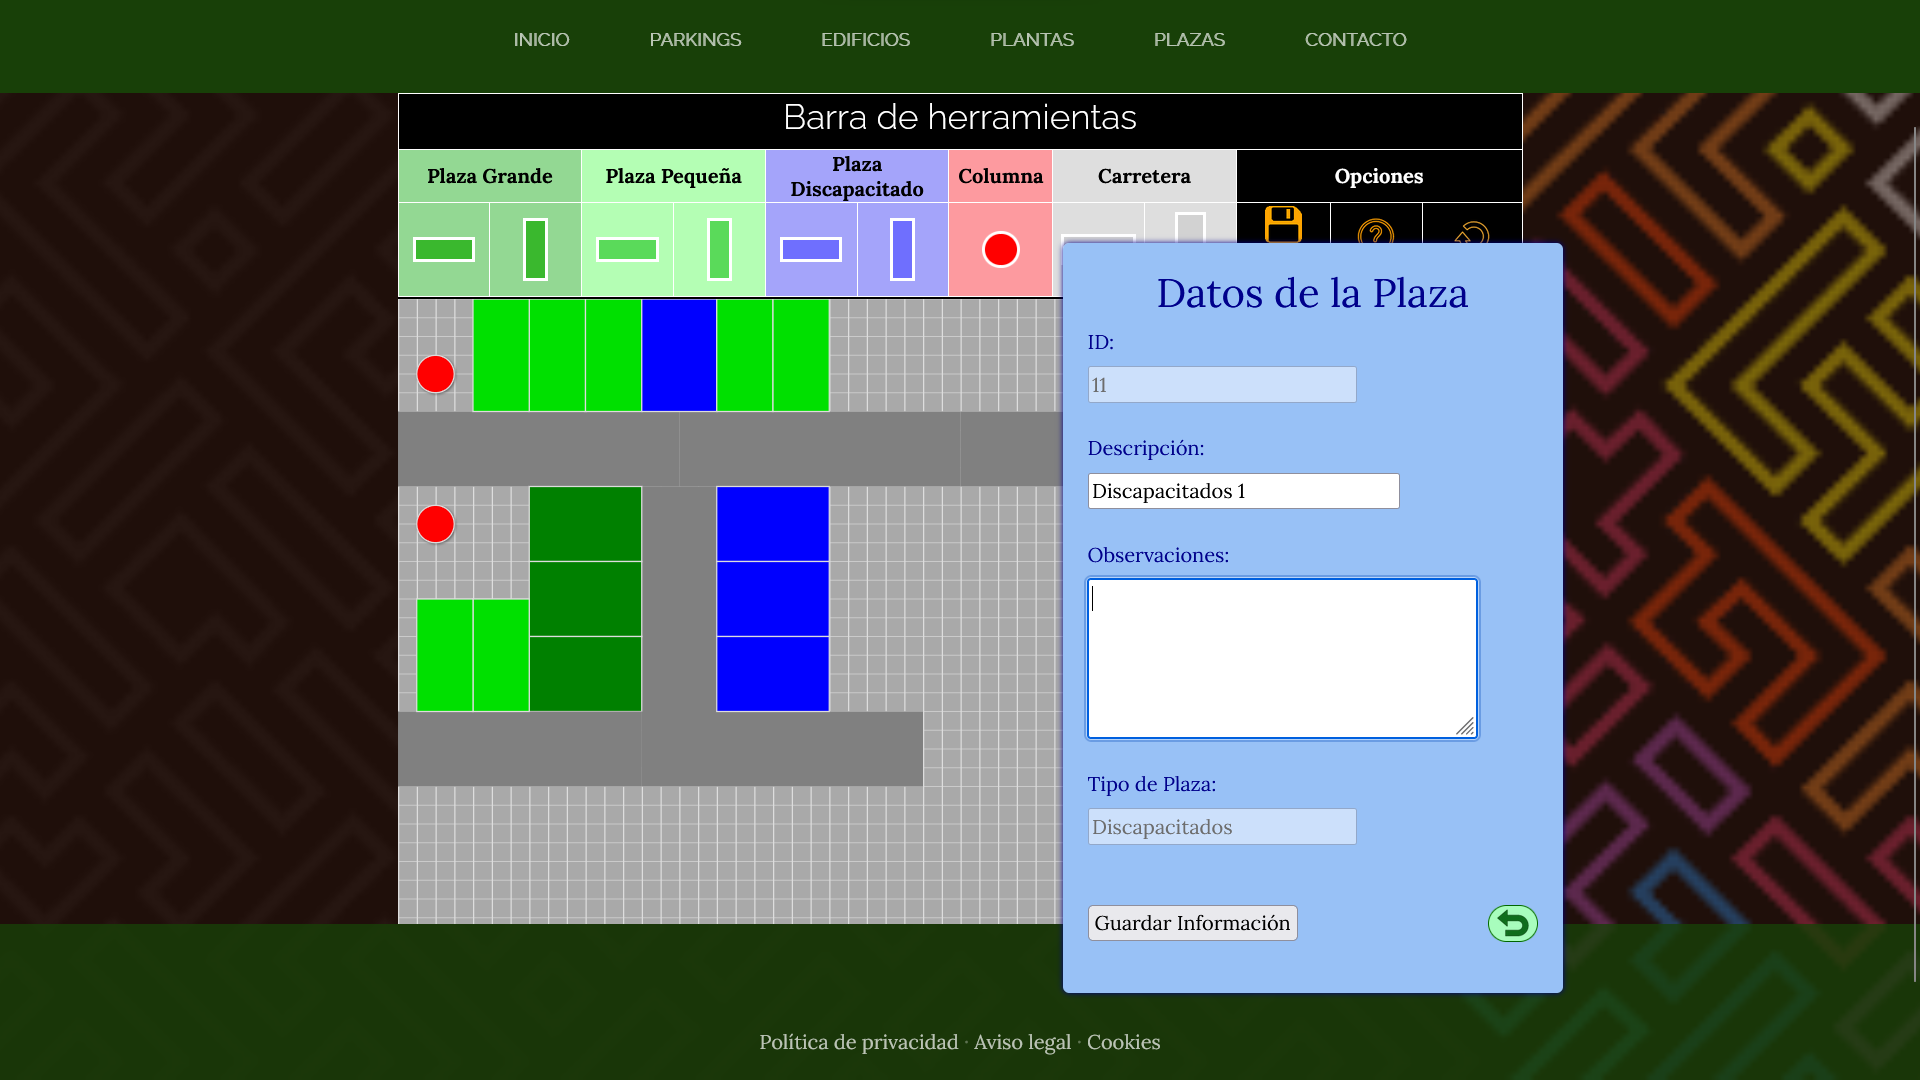 INICIO
PARKINGS
EDIFICIOS
PLANTAS
PLAZAS
CONTACTO
Barra de herramientas
Plaza Grande
Plaza Pequeña
Plaza
Discapacitado
Columna
Carretera
Opciones
?
Datos de la Plaza
ID:
11
Descripción:
Discapacitados 1
Observaciones:
Tipo de Plaza:
Discapacitados
Guardar Información
Política de privacidad · Aviso legal · Cookies